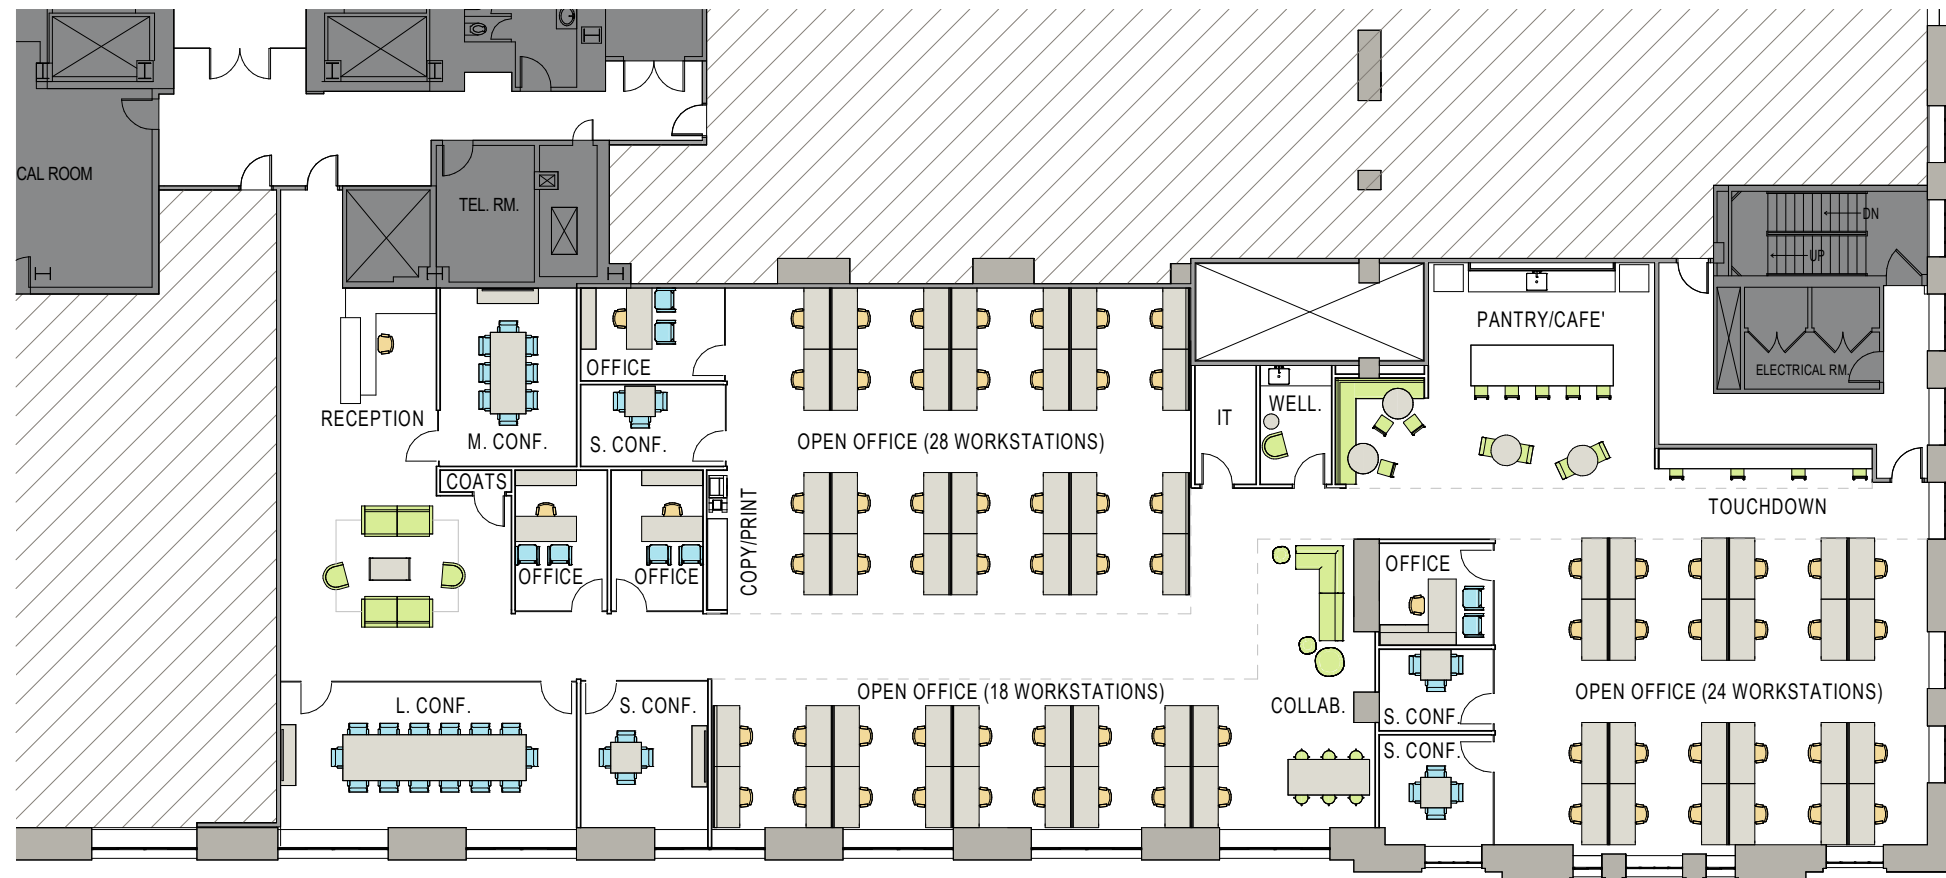 CAL ROOM
TEL. RM.
DN
UP
PANTRY/CAFE'
OFFICE
ELECTRICAL RM.
RECEPTION
M. CONF.
S. CONF.
OPEN OFFICE (28 WORKSTATIONS)
IT
WELL.
COATS
COPY/PRINT
TOUCHDOWN
OFFICE
OFFICE
OFFICE
L. CONF.
S. CONF.
OPEN OFFICE (18 WORKSTATIONS)
COLLAB.
S. CONF.
OPEN OFFICE (24 WORKSTATIONS)
S. CONF.